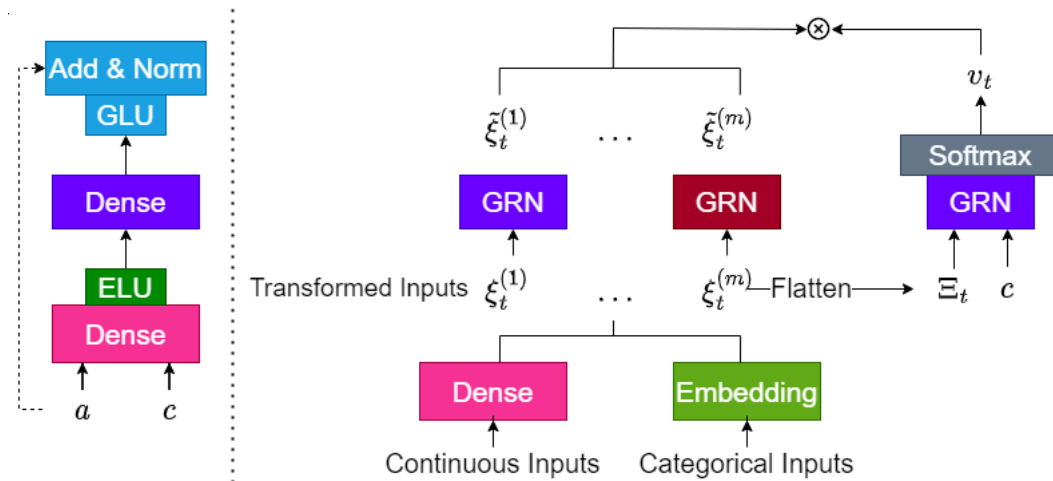 Add & Norm
GLU
Dense
ELU
Dense
a c
⊗
v_t
ξ̃_t^{(1)} . . . ξ̃_t^{(m)}
Softmax
GRN GRN GRN
Transformed Inputs ξ_t^{(1)} . . . ξ_t^{(m)} Flatten Ξ_t c
Dense Embedding
Continuous Inputs Categorical Inputs